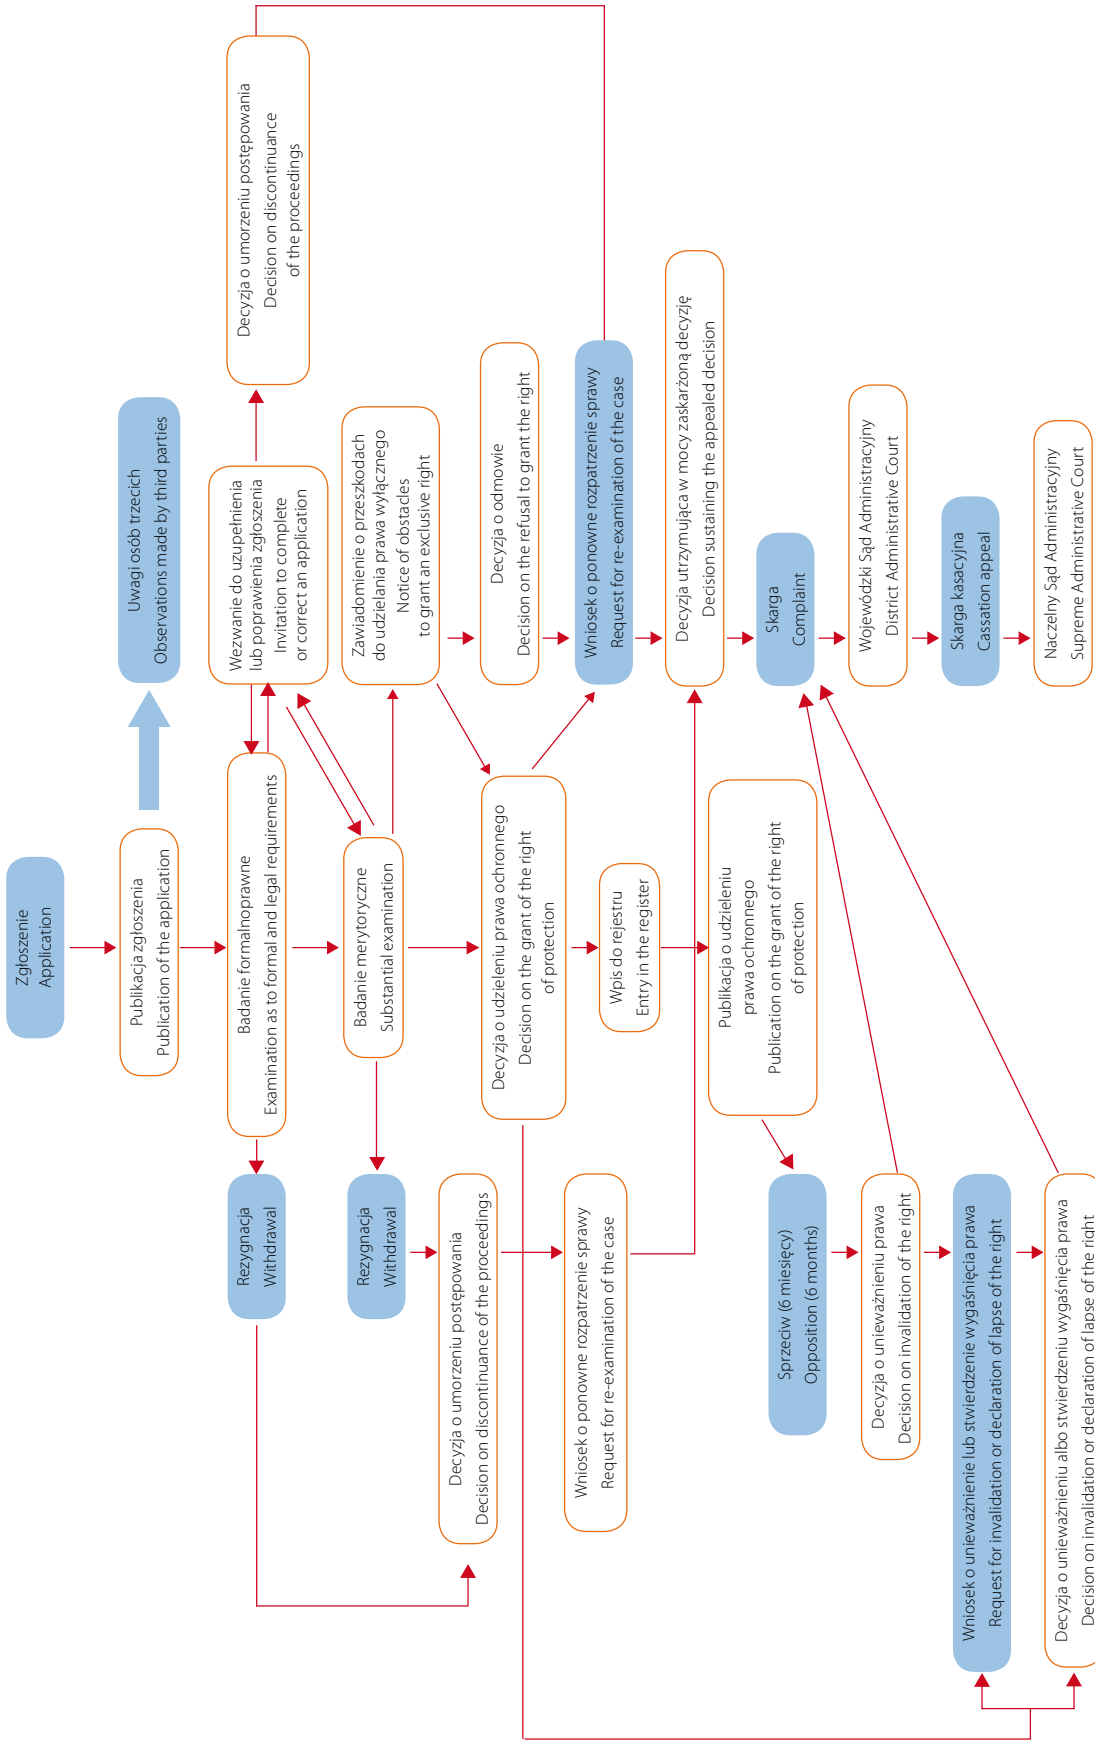 Zgłoszenie
Application
Publikacja zgłoszenia
Publication of the application
Uwagi osób trzecich
Observations made by third parties
Badanie formalnoprawne
Examination as to formal and legal requirements
Wezwanie do uzupełnienia
lub poprawienia zgłoszenia
Invitation to complete
or correct an application
Decyzja o umorzeniu postępowania
Decision on discontinuance
of the proceedings
Rezygnacja
Withdrawal
Badanie merytoryczne
Substantial examination
Zawiadomienie o przeszkodach
do udzielania prawa wyłącznego
Notice of obstacles
to grant an exclusive right
Rezygnacja
Withdrawal
Decyzja o umorzeniu postępowania
Decision on discontinuance of the proceedings
Decyzja o udzieleniu prawa ochronnego
Decision on the grant of the right
of protection
Decyzja o odmowie
Decision on the refusal to grant the right
Wniosek o ponowne rozpatrzenie sprawy
Request for re-examination of the case
Wpis do rejestru
Entry in the register
Wniosek o ponowne rozpatrzenie sprawy
Request for re-examination of the case
Decyzja utrzymująca w mocy zaskarżoną decyzję
Decision sustaining the appealed decision
Publikacja o udzieleniu
prawa ochronnego
Publication on the grant of the right
of protection
Sprzeciw (6 miesięcy)
Opposition (6 months)
Skarga
Complaint
Decyzja o unieważnieniu prawa
Decision on invalidation of the right
Wojewódzki Sąd Administracyjny
District Administrative Court
Wniosek o unieważnienie lub stwierdzenie wygaśnięcia prawa
Request for invalidation or declaration of lapse of the right
Skarga kasacyjna
Cassation appeal
Decyzja o unieważnieniu albo stwierdzeniu wygaśnięcia prawa
Decision on invalidation or declaration of lapse of the right
Naczelny Sąd Administracyjny
Supreme Administrative Court